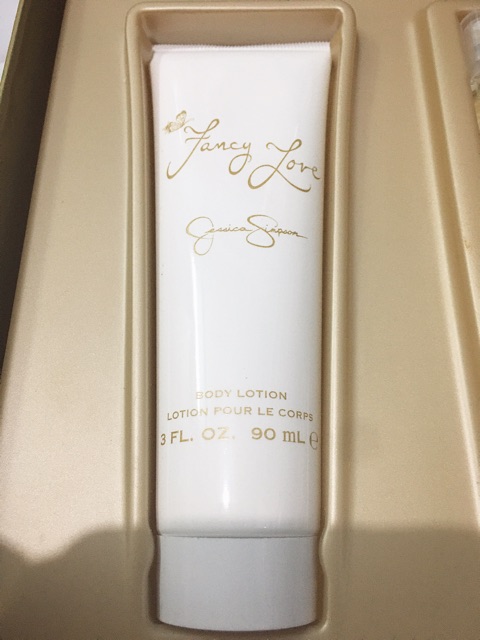 Fancy Love
Jessica Simpson
BODY LOTION
LOTION POUR LE CORPS
3 FL. OZ. 90 mL ℮